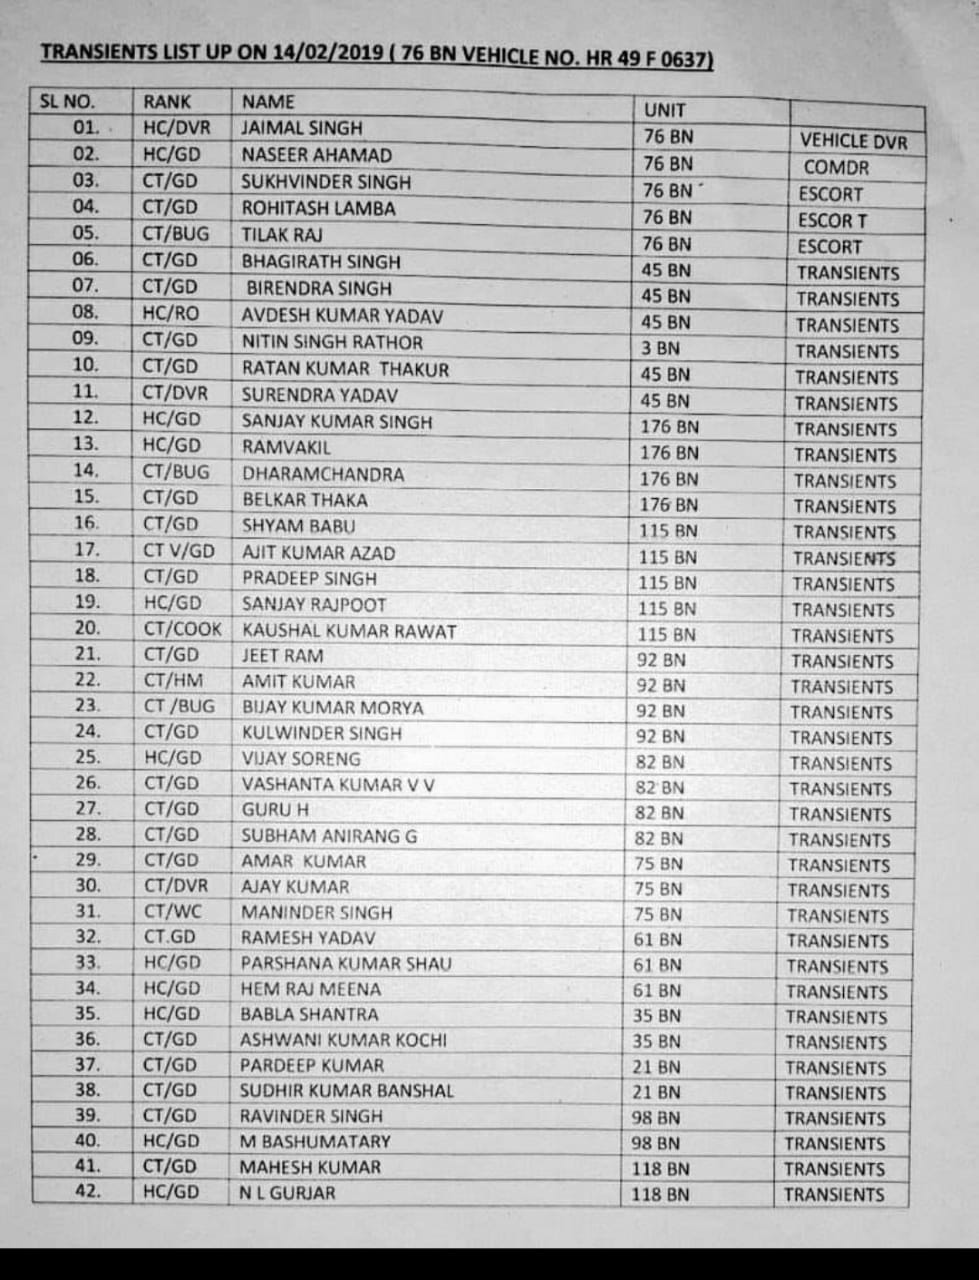 TRANSIENTS LIST UP ON 14/02/2019 ( 76 BN VEHICLE NO. HR 49 F 0637)
SL NO. RANK NAME UNIT
01. HC/DVR JAIMAL SINGH 76 BN VEHICLE DVR
02. HC/GD NASEER AHAMAD 76 BN COMDR
03. CT/GD SUKHVINDER SINGH 76 BN ESCORT
04. CT/GD ROHITASH LAMBA 76 BN ESCOR T
05. CT/BUG TILAK RAJ 76 BN ESCORT
06. CT/GD BHAGIRATH SINGH 45 BN TRANSIENTS
07. CT/GD BIRENDRA SINGH 45 BN TRANSIENTS
08. HC/RO AVDESH KUMAR YADAV 45 BN TRANSIENTS
09. CT/GD NITIN SINGH RATHOR 3 BN TRANSIENTS
10. CT/GD RATAN KUMAR THAKUR 45 BN TRANSIENTS
11. CT/DVR SURENDRA YADAV 45 BN TRANSIENTS
12. HC/GD SANJAY KUMAR SINGH 176 BN TRANSIENTS
13. HC/GD RAMVAKIL 176 BN TRANSIENTS
14. CT/BUG DHARAMCHANDRA 176 BN TRANSIENTS
15. CT/GD BELKAR THAKA 176 BN TRANSIENTS
16. CT/GD SHYAM BABU 115 BN TRANSIENTS
17. CT V/GD AJIT KUMAR AZAD 115 BN TRANSIENTS
18. CT/GD PRADEEP SINGH 115 BN TRANSIENTS
19. HC/GD SANJAY RAJPOOT 115 BN TRANSIENTS
20. CT/COOK KAUSHAL KUMAR RAWAT 115 BN TRANSIENTS
21. CT/GD JEET RAM 92 BN TRANSIENTS
22. CT/HM AMIT KUMAR 92 BN TRANSIENTS
23. CT /BUG BIJAY KUMAR MORYA 92 BN TRANSIENTS
24. CT/GD KULWINDER SINGH 92 BN TRANSIENTS
25. HC/GD VIJAY SORENG 82 BN TRANSIENTS
26. CT/GD VASHANTA KUMAR V V 82 BN TRANSIENTS
27. CT/GD GURU H 82 BN TRANSIENTS
28. CT/GD SUBHAM ANIRANG G 82 BN TRANSIENTS
29. CT/GD AMAR KUMAR 75 BN TRANSIENTS
30. CT/DVR AJAY KUMAR 75 BN TRANSIENTS
31. CT/WC MANINDER SINGH 75 BN TRANSIENTS
32. CT.GD RAMESH YADAV 61 BN TRANSIENTS
33. HC/GD PARSHANA KUMAR SHAU 61 BN TRANSIENTS
34. HC/GD HEM RAJ MEENA 61 BN TRANSIENTS
35. HC/GD BABLA SHANTRA 35 BN TRANSIENTS
36. CT/GD ASHWANI KUMAR KOCHI 35 BN TRANSIENTS
37. CT/GD PARDEEP KUMAR 21 BN TRANSIENTS
38. CT/GD SUDHIR KUMAR BANSHAL 21 BN TRANSIENTS
39. CT/GD RAVINDER SINGH 98 BN TRANSIENTS
40. HC/GD M BASHUMATARY 98 BN TRANSIENTS
41. CT/GD MAHESH KUMAR 118 BN TRANSIENTS
42. HC/GD N L GURJAR 118 BN TRANSIENTS